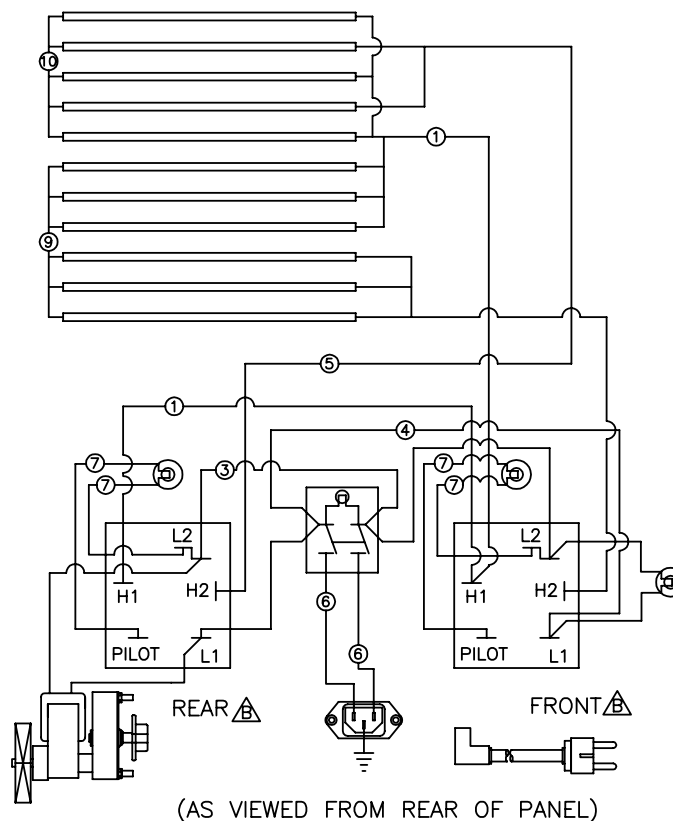 10
1
9
5
1
4
7
3
7
7
7
L2
L2
H1
H2
H1
H2
6
PILOT
L1
6
PILOT
L1
REAR B
FRONT B
(AS VIEWED FROM REAR OF PANEL)